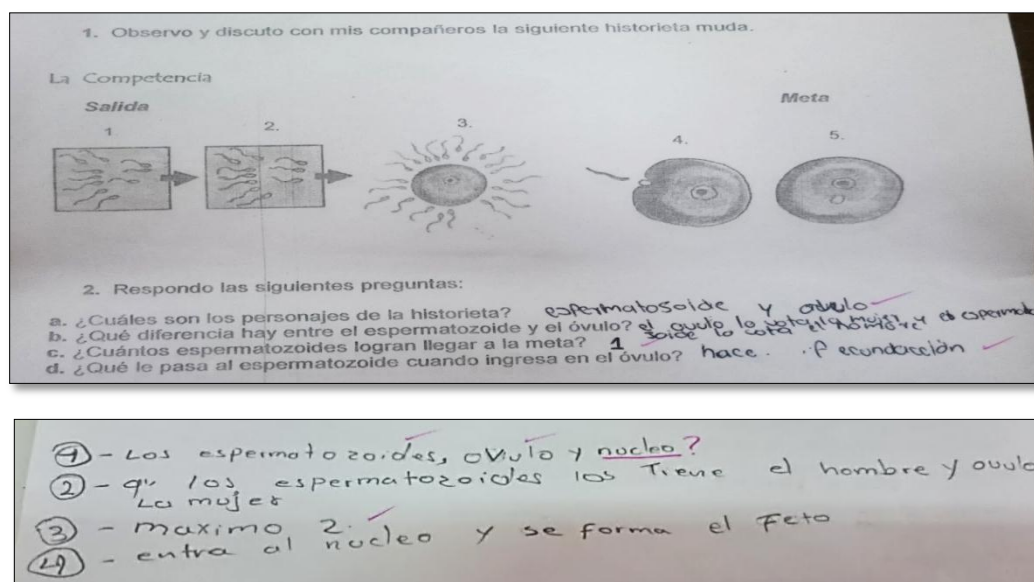 1. Observo y discuto con mis compañeros la siguiente historieta muda.
La Competencia
Salida
Meta
1
2.
3.
4.
5.
2. Respondo las siguientes preguntas:
a. ¿Cuáles son los personajes de la historieta? espermatosoide y óvulo
b. ¿Qué diferencia hay entre el espermatozoide y el óvulo? el ovulo lo
c. ¿Cuántos espermatozoides logran llegar a la meta? 1
d. ¿Qué le pasa al espermatozoide cuando ingresa en el óvulo? hace. fecundacción
① - Los espermatozoides, ovulo y nucleo?
② - q' los espermatozoides los Tiene el hombre y ovulo
La mujer
③ - maximo 2.
④ - entra al nucleo y se forma el Feto